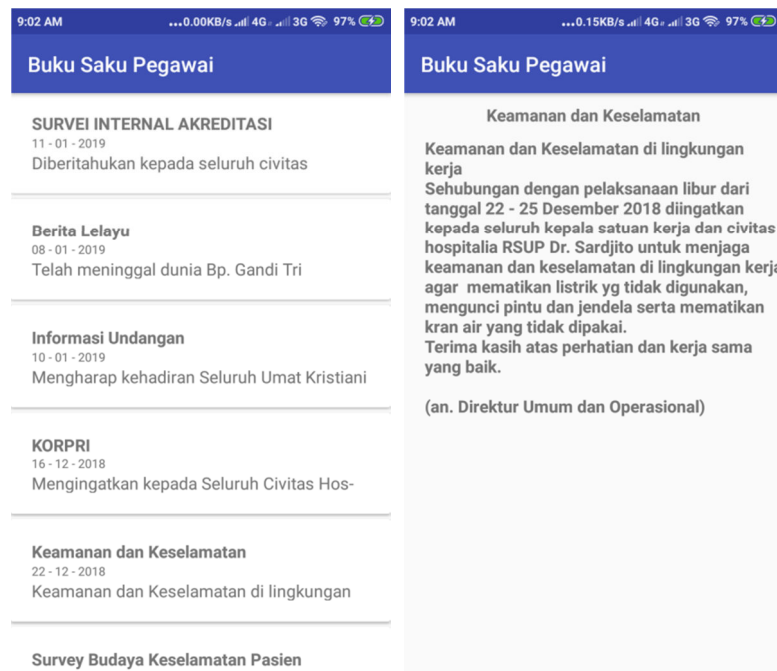 9:02 AM ...0.00KB/s 4G 3G 97%
Buku Saku Pegawai
SURVEI INTERNAL AKREDITASI
11 - 01 - 2019
Diberitahukan kepada seluruh civitas
Berita Lelayu
08 - 01 - 2019
Telah meninggal dunia Bp. Gandi Tri
Informasi Undangan
10 - 01 - 2019
Mengharap kehadiran Seluruh Umat Kristiani
KORPRI
16 - 12 - 2018
Mengingatkan kepada Seluruh Civitas Hos-
Keamanan dan Keselamatan
22 - 12 - 2018
Keamanan dan Keselamatan di lingkungan
Survey Budaya Keselamatan Pasien
9:02 AM ...0.15KB/s 4G 3G 97%
Buku Saku Pegawai
Keamanan dan Keselamatan
Keamanan dan Keselamatan di lingkungan
kerja
Sehubungan dengan pelaksanaan libur dari
tanggal 22 - 25 Desember 2018 diingatkan
kepada seluruh kepala satuan kerja dan civitas
hospitalia RSUP Dr. Sardjito untuk menjaga
keamanan dan keselamatan di lingkungan kerja
agar mematikan listrik yg tidak digunakan,
mengunci pintu dan jendela serta mematikan
kran air yang tidak dipakai.
Terima kasih atas perhatian dan kerja sama
yang baik.
(an. Direktur Umum dan Operasional)